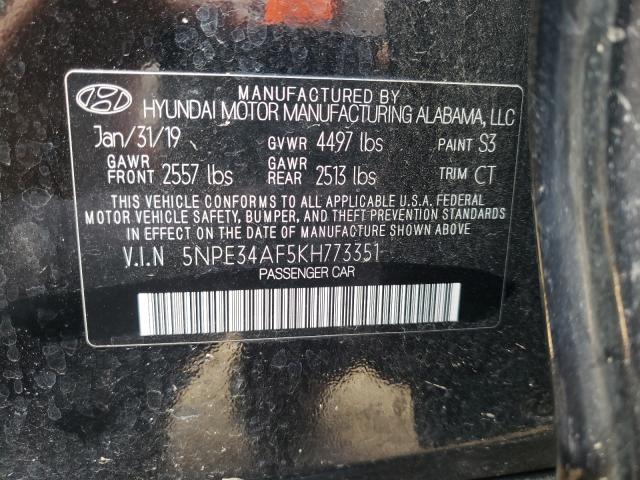 MANUFACTURED BY
HYUNDAI MOTOR MANUFACTURING ALABAMA, LLC
Jan/31/19 GVWR 4497 lbs PAINT S3
GAWR FRONT 2557 lbs GAWR REAR 2513 lbs TRIM CT
THIS VEHICLE CONFORMS TO ALL APPLICABLE U.S.A. FEDERAL
MOTOR VEHICLE SAFETY, BUMPER, AND THEFT PREVENTION STANDARDS
IN EFFECT ON THE DATE OF MANUFACTURE SHOWN ABOVE.
V.I.N 5NPE34AF5KH773351
PASSENGER CAR